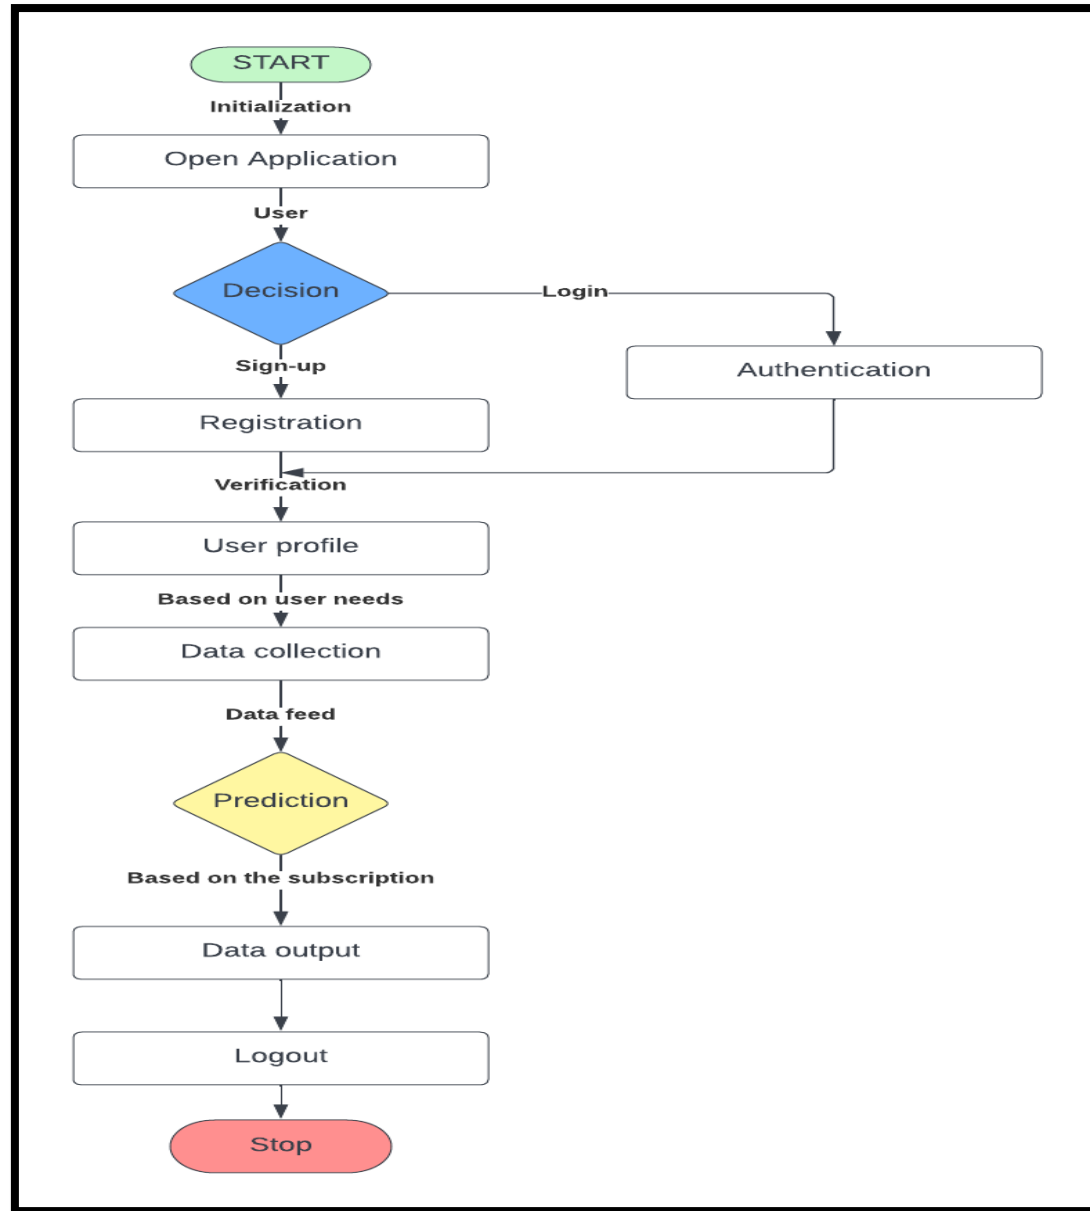 START
Initialization
Open Application
User
Decision
Login
Sign-up
Authentication
Registration
Verification
User profile
Based on user needs
Data collection
Data feed
Prediction
Based on the subscription
Data output
Logout
Stop